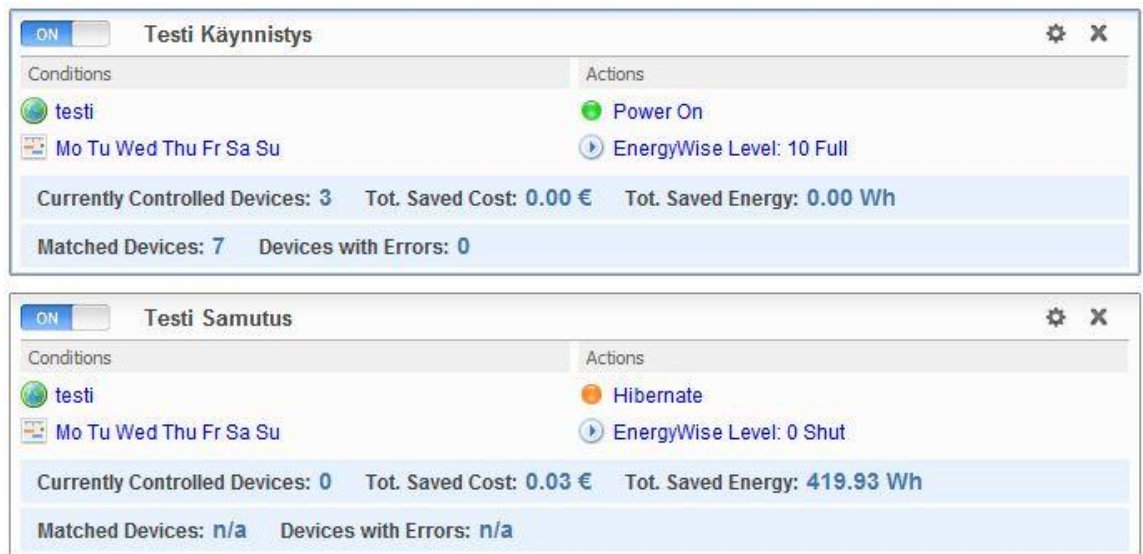 ON Testi Käynnistys
Conditions Actions
testi Power On
Mo Tu Wed Thu Fr Sa Su EnergyWise Level: 10 Full
Currently Controlled Devices: 3 Tot. Saved Cost: 0.00 € Tot. Saved Energy: 0.00 Wh
Matched Devices: 7 Devices with Errors: 0
ON Testi Samutus
Conditions Actions
testi Hibernate
Mo Tu Wed Thu Fr Sa Su EnergyWise Level: 0 Shut
Currently Controlled Devices: 0 Tot. Saved Cost: 0.03 € Tot. Saved Energy: 419.93 Wh
Matched Devices: n/a Devices with Errors: n/a